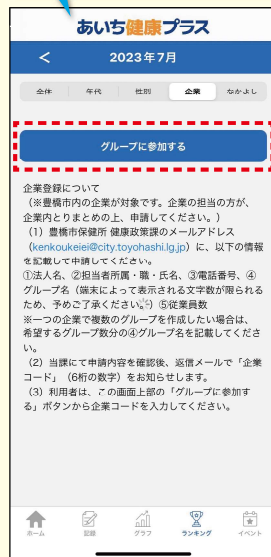 あいち健康プラス
< 2023年7月
全体 年代 性別 企業 なかよし
グループに参加する
企業登録について
(※豊橋市内の企業が対象です。企業の担当の方が、
企業内とりまとめの上、申請してください。)
(1)豊橋市保健所 健康政策課のメールアドレス
(kenkoukeiei@city.toyohashi.lg.jp)に、以下の情報
を記載して申請してください。
①法人名、②担当者所属・職・氏名、③電話番号、④
グループ名(端末によって表示される文字数が限られる
ため、予めご了承ください) ⑤従業員数
※一つの企業で複数のグループを作成したい場合は、
希望するグループ数分の④グループ名を記載してくださ
い。
(2)当課にて申請内容を確認後、返信メールで「企業
コード」(6桁の数字)をお知らせします。
(3)利用者は、この画面上部の「グループに参加す
る」ボタンから企業コードを入力してください。
ホーム 記録 グラフ ランキング イベント